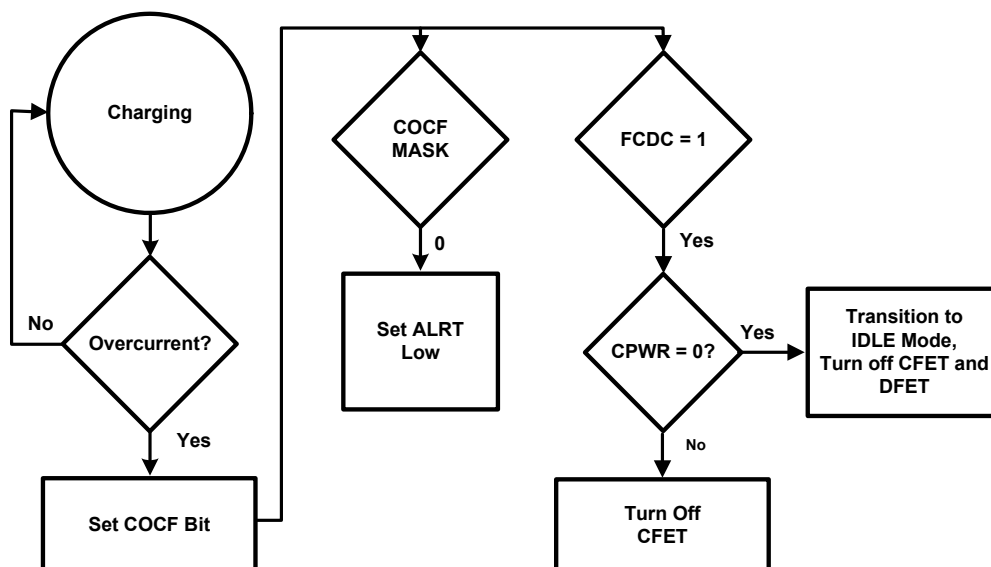 Charging
No
Overcurrent?
Yes
Set COCF Bit
COCF
MASK
0
Set ALRT
Low
FCDC = 1
Yes
CPWR = 0?
Yes
Transition to
IDLE Mode,
Turn off CFET and
DFET
No
Turn Off
CFET